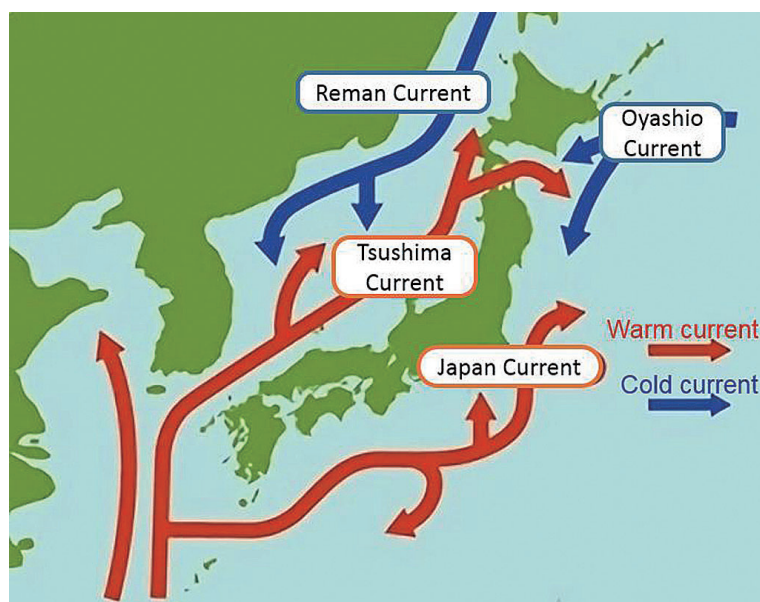 Reman Current
Oyashio
Current
Tsushima
Current
Warm current
Japan Current
Cold current